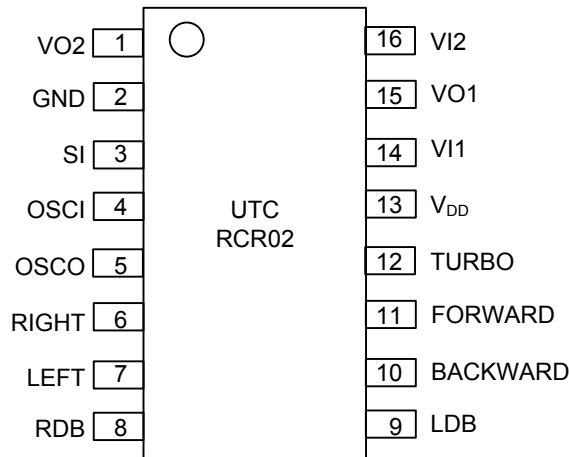 VO2 1 16 VI2
GND 2 15 VO1
SI 3 14 VI1
OSCI 4 13 VDD
UTC
RCR02
OSCO 5 12 TURBO
RIGHT 6 11 FORWARD
LEFT 7 10 BACKWARD
RDB 8 9 LDB